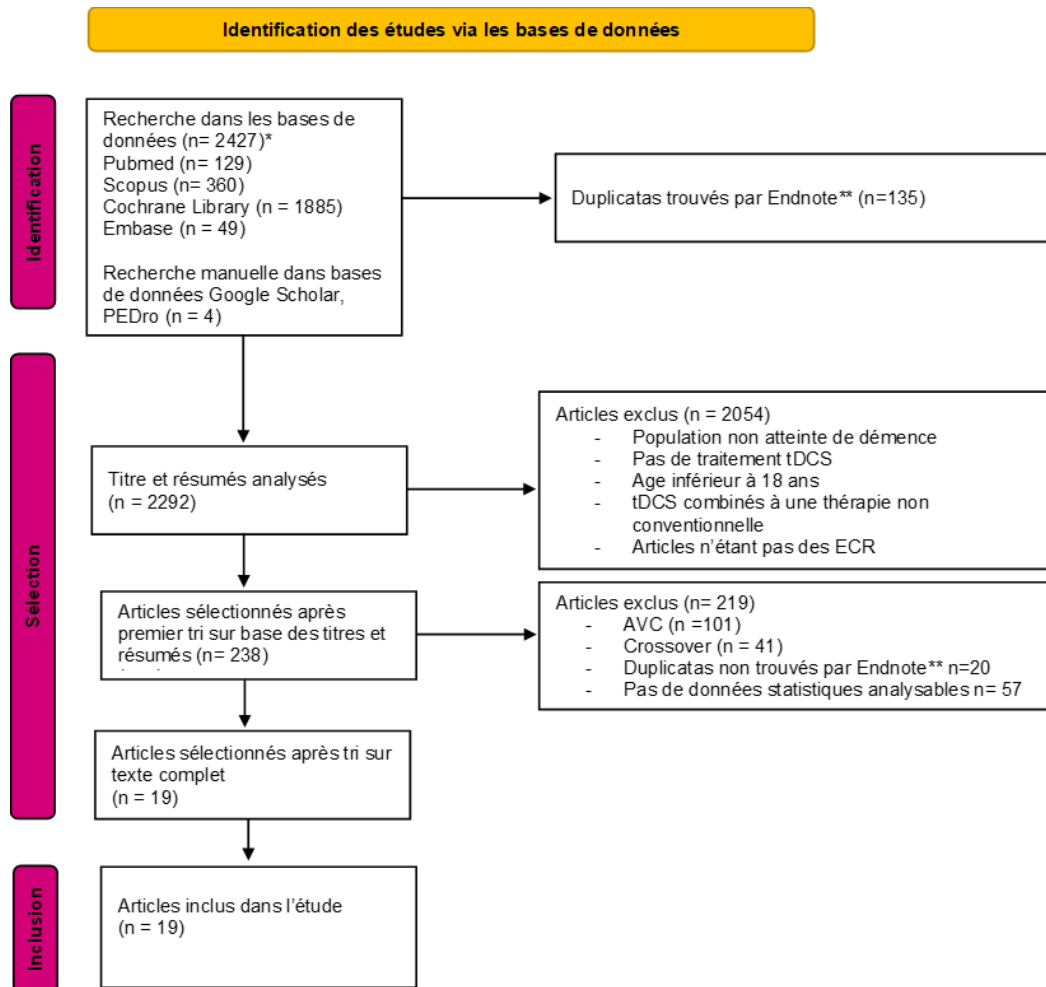 Identification des études via les bases de données
Identification
Recherche dans les bases de
données (n= 2427)*
Pubmed (n= 129)
Scopus (n= 360)
Cochrane Library (n = 1885)
Embase (n = 49)
Recherche manuelle dans bases
de données Google Scholar,
PEDro (n = 4)
Duplicatas trouvés par Endnote** (n=135)
Sélection
Titre et résumés analysés
(n = 2292)
Articles exclus (n = 2054)
- Population non atteinte de démence
- Pas de traitement tDCS
- Age inférieur à 18 ans
- tDCS combinés à une thérapie non
conventionnelle
- Articles n'étant pas des ECR
Articles sélectionnés après
premier tri sur base des titres et
résumés (n= 238)
Articles exclus (n= 219)
- AVC (n =101)
- Crossover (n = 41)
- Duplicatas non trouvés par Endnote** n=20
- Pas de données statistiques analysables n= 57
Articles sélectionnés après tri sur
texte complet
(n = 19)
Inclusion
Articles inclus dans l'étude
(n = 19)